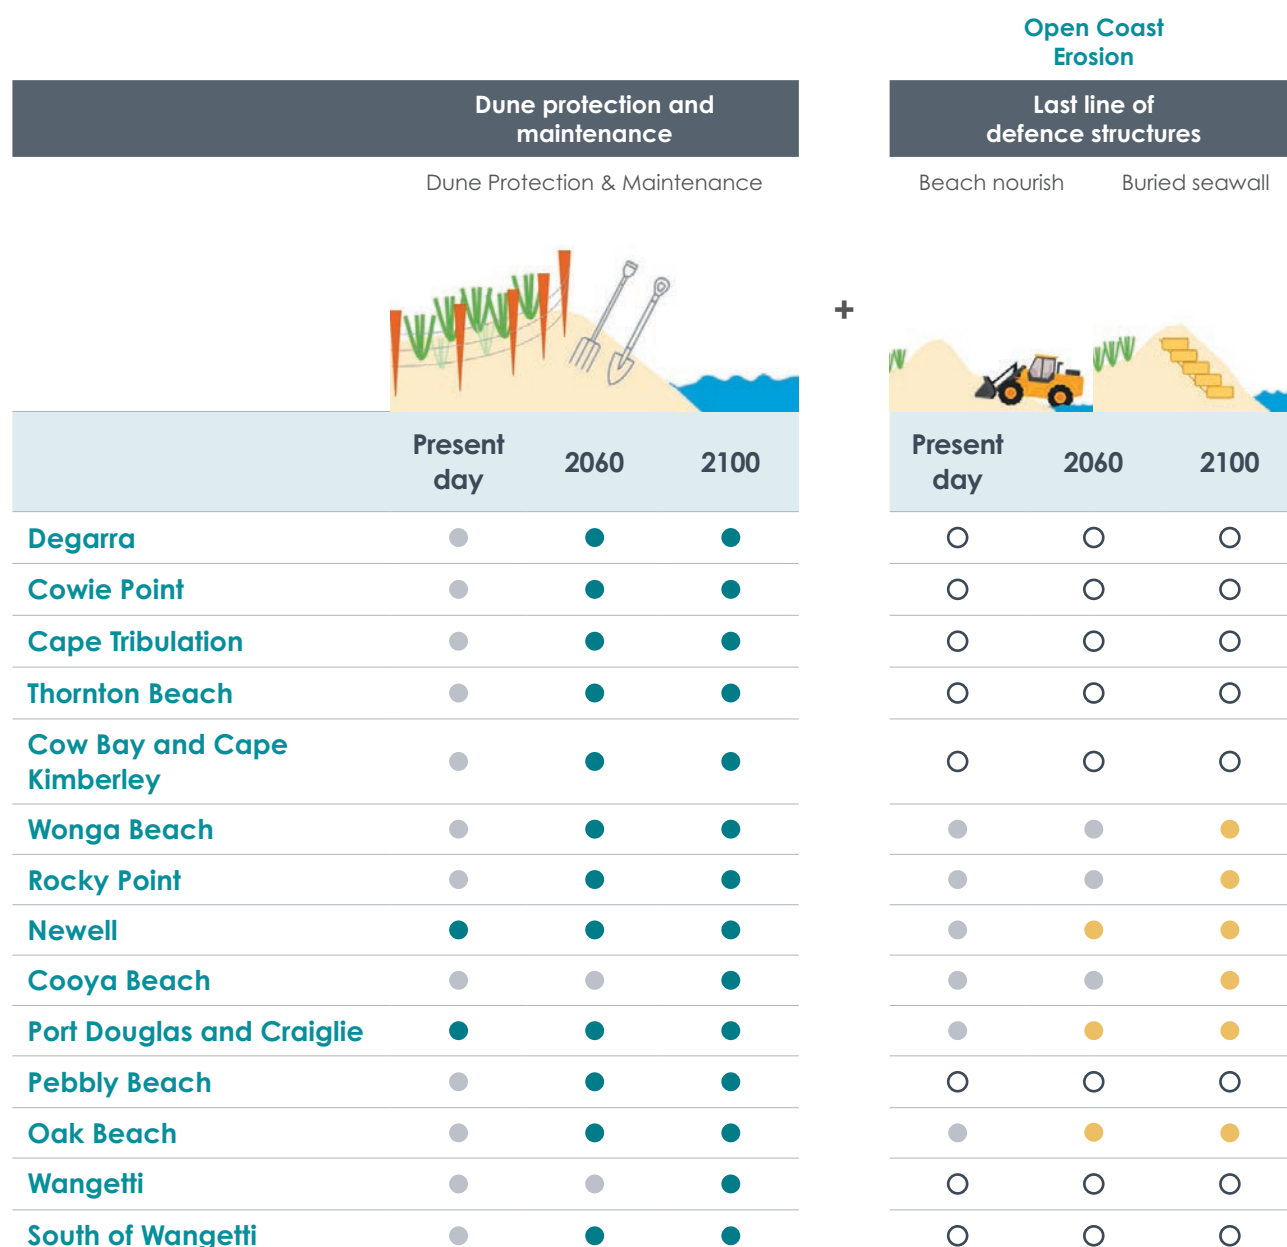 Open Coast
Erosion
Dune protection and
maintenance
Last line of
defence structures
Dune Protection & Maintenance
Beach nourish
Buried seawall
+
Present
day
2060
2100
Present
day
2060
2100
Degarra
Cowie Point
Cape Tribulation
Thornton Beach
Cow Bay and Cape
Kimberley
Wonga Beach
Rocky Point
Newell
Cooya Beach
Port Douglas and Craiglie
Pebbly Beach
Oak Beach
Wangetti
South of Wangetti